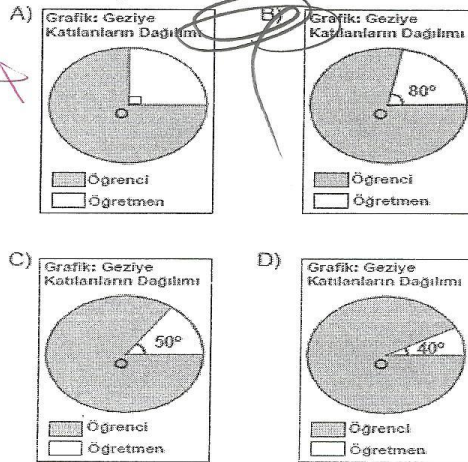 A)
Grafik: Geziye
Katılanların Dağılımı
O
Öğrenci
Öğretmen
B)
Grafik: Geziye
Katılanların Dağılımı
80°
O
Öğrenci
Öğretmen
C)
Grafik: Geziye
Katılanların Dağılımı
50°
O
Öğrenci
Öğretmen
D)
Grafik: Geziye
Katılanların Dağılımı
40°
O
Öğrenci
Öğretmen